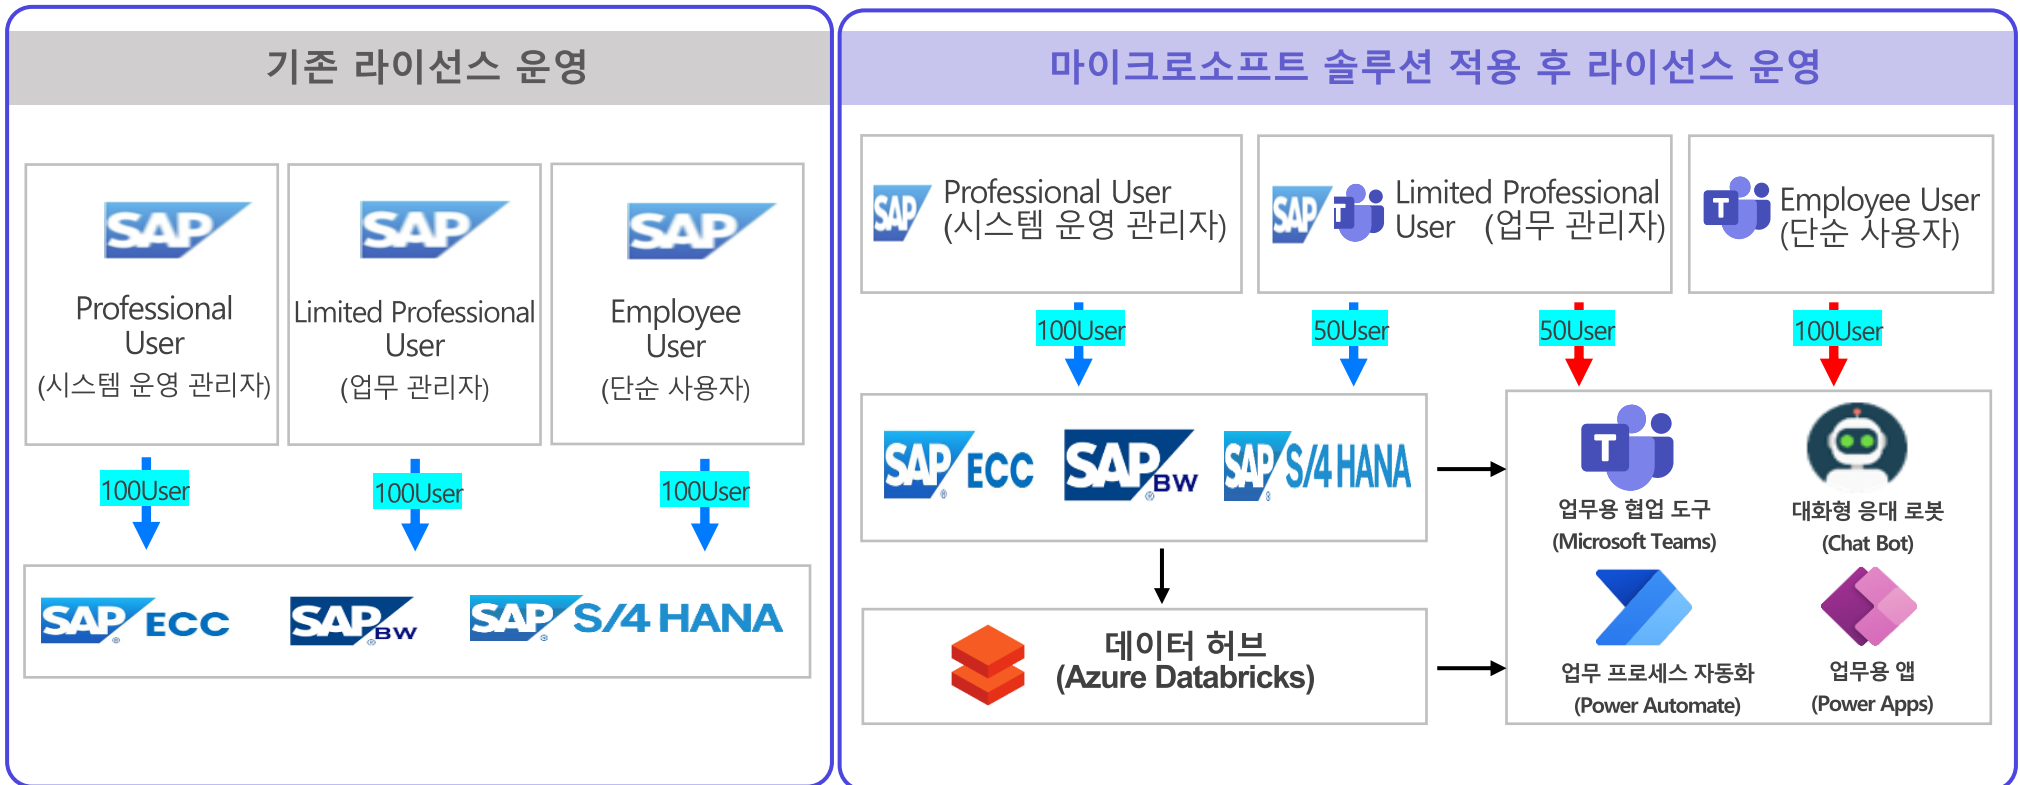 기존 라이선스 운영
SAP
Professional
User
(시스템 운영 관리자)
SAP
Limited Professional
User
(업무 관리자)
SAP
Employee
User
(단순 사용자)
100User
100User
100User
SAP® ECC
SAP® BW
SAP® S/4 HANA
마이크로소프트 솔루션 적용 후 라이선스 운영
SAP
Professional User
(시스템 운영 관리자)
SAP
T
Limited Professional
User (업무 관리자)
T
Employee User
(단순 사용자)
100User
50User
50User
100User
SAP® ECC
SAP® BW
SAP® S/4 HANA
데이터 허브
(Azure Databricks)
T
업무용 협업 도구
(Microsoft Teams)
대화형 응대 로봇
(Chat Bot)
업무 프로세스 자동화
(Power Automate)
업무용 앱
(Power Apps)